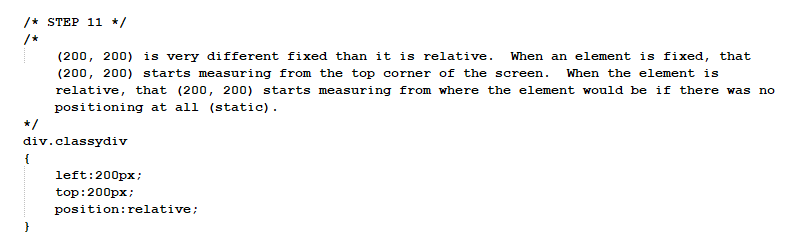 /* STEP 11 */
/*
(200, 200) is very different fixed than it is relative.  When an element is fixed, that
(200, 200) starts measuring from the top corner of the screen.  When the element is
relative, that (200, 200) starts measuring from where the element would be if there was no
positioning at all (static).
*/
div.classydiv
{
left:200px;
top:200px;
position:relative;
}